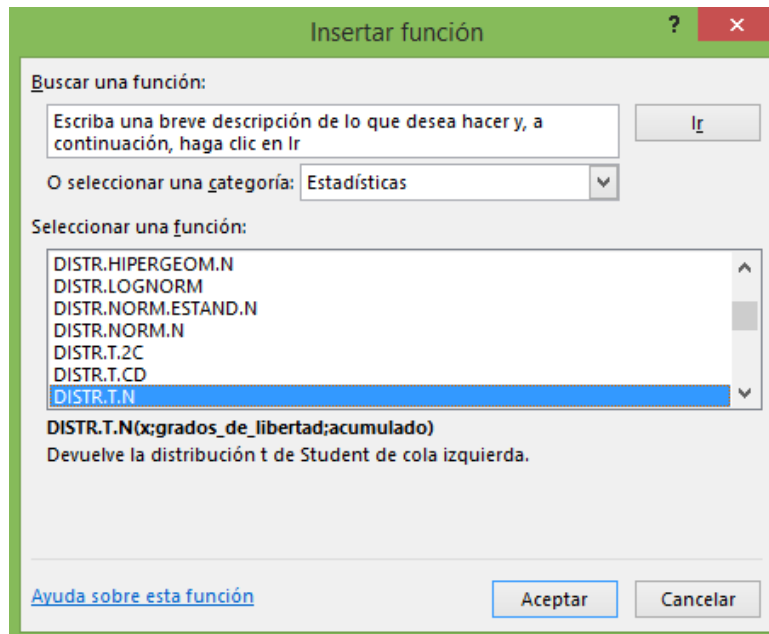 Insertar función
?
Buscar una función:
Escriba una breve descripción de lo que desea hacer y, a
continuación, haga clic en Ir
Ir
O seleccionar una categoría: Estadísticas
Seleccionar una función:
DISTR.HIPERGEOM.N
DISTR.LOGNORM
DISTR.NORM.ESTAND.N
DISTR.NORM.N
DISTR.T.2C
DISTR.T.CD
DISTR.T.N
DISTR.T.N(x;grados_de_libertad;acumulado)
Devuelve la distribución t de Student de cola izquierda.
Ayuda sobre esta función
Aceptar
Cancelar